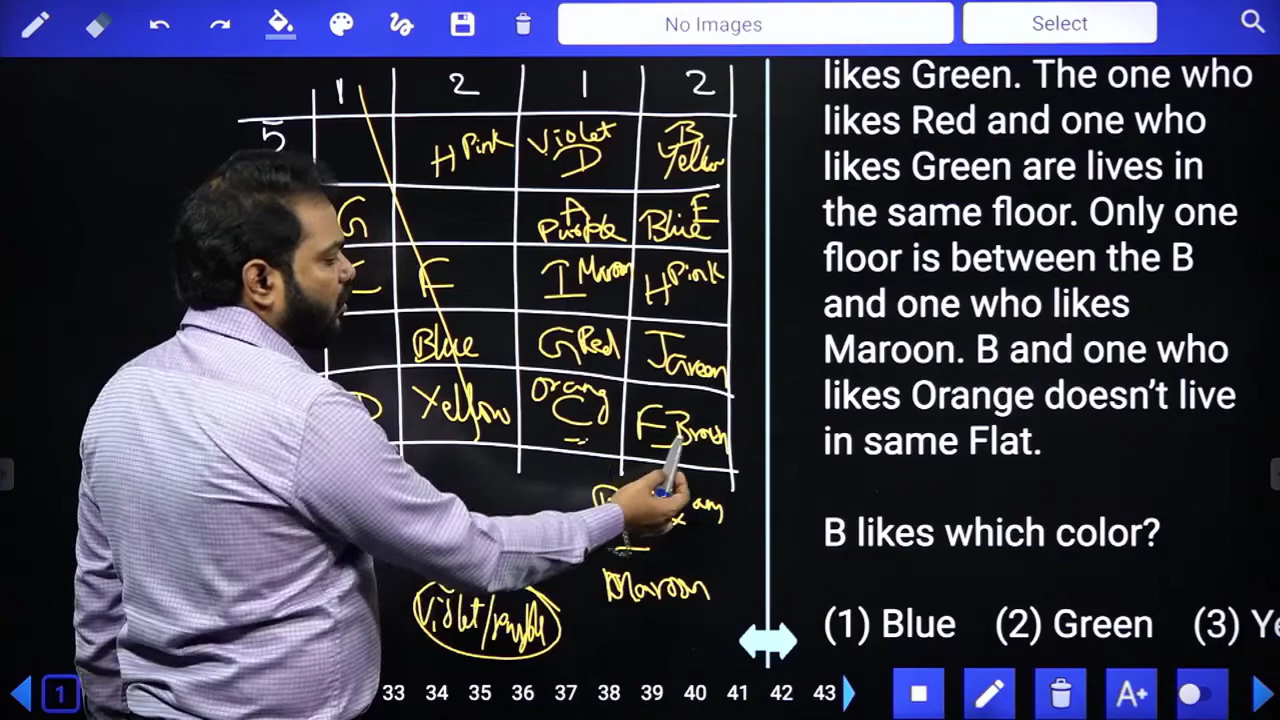 No Images
Select
1 2 1 2
5 H Pink Violet D B Yellow
G A Purple Blue E
I F I Maroon H Pink
Blue G Red J Green
D Yellow Orang C F Brown
Maroon
Violet/purple
likes Green. The one who
likes Red and one who
likes Green are lives in
the same floor. Only one
floor is between the B
and one who likes
Maroon. B and one who
likes Orange doesn't live
in same Flat.
B likes which color?
(1) Blue (2) Green (3)
1 33 34 35 36 37 38 39 40 41 42 43
A+